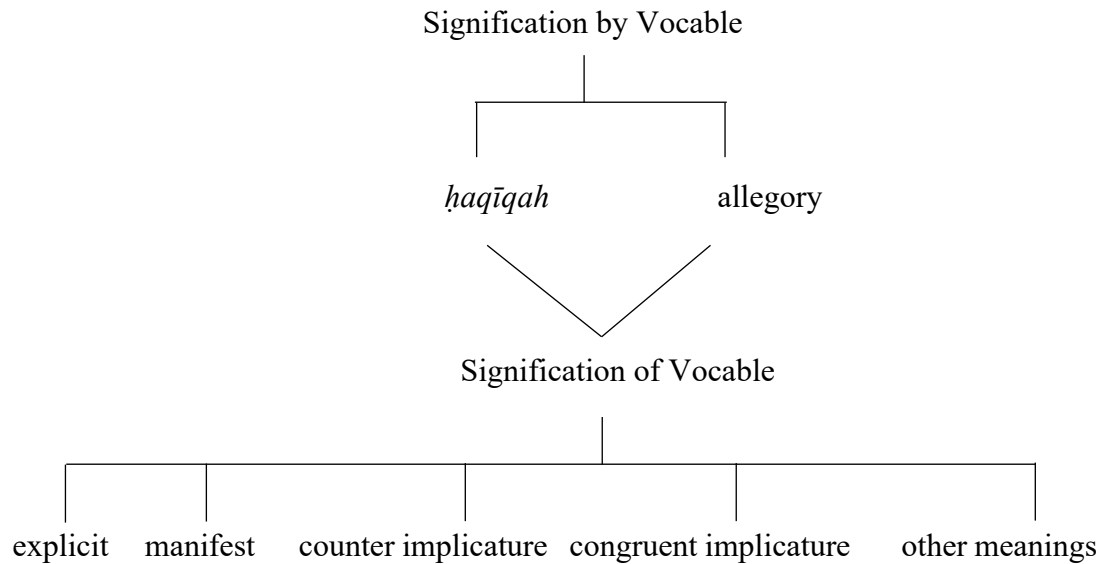 Signification by Vocable
ḥaqīqah allegory
Signification of Vocable
explicit manifest counter implicature congruent implicature other meanings